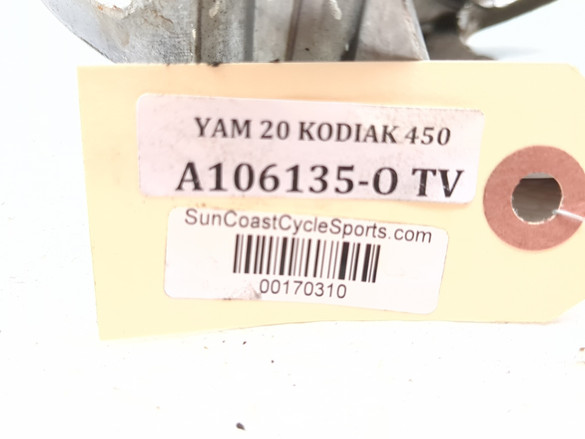 YAM 20 KODIAK 450
A106135-O TV
SunCoastCycleSports.com
00170310